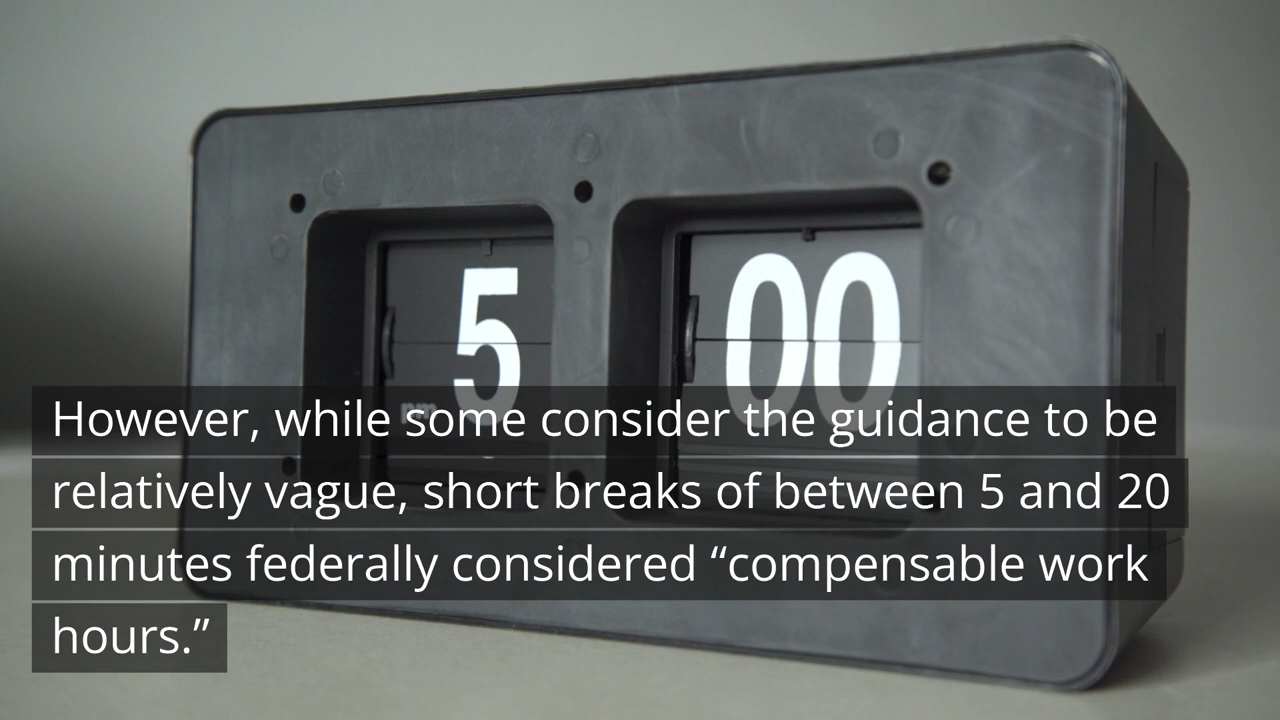 5 00
pm
However, while some consider the guidance to be
relatively vague, short breaks of between 5 and 20
minutes federally considered “compensable work
hours.”